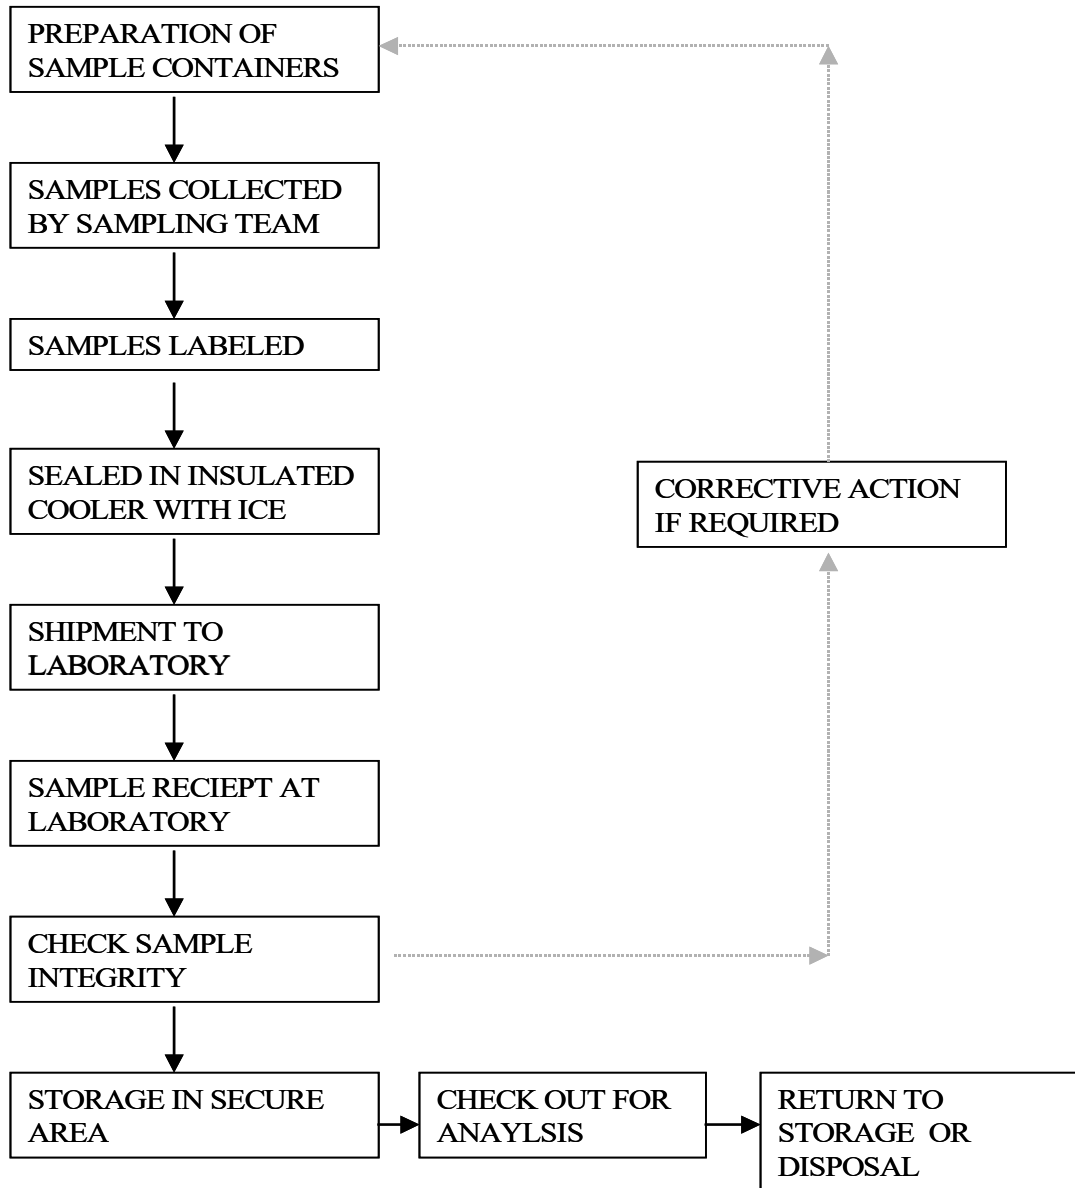 PREPARATION OF
SAMPLE CONTAINERS
SAMPLES COLLECTED
BY SAMPLING TEAM
SAMPLES LABELED
SEALED IN INSULATED
COOLER WITH ICE
CORRECTIVE ACTION
IF REQUIRED
SHIPMENT TO
LABORATORY
SAMPLE RECIEPT AT
LABORATORY
CHECK SAMPLE
INTEGRITY
STORAGE IN SECURE
AREA
CHECK OUT FOR
ANAYLSIS
RETURN TO
STORAGE OR
DISPOSAL